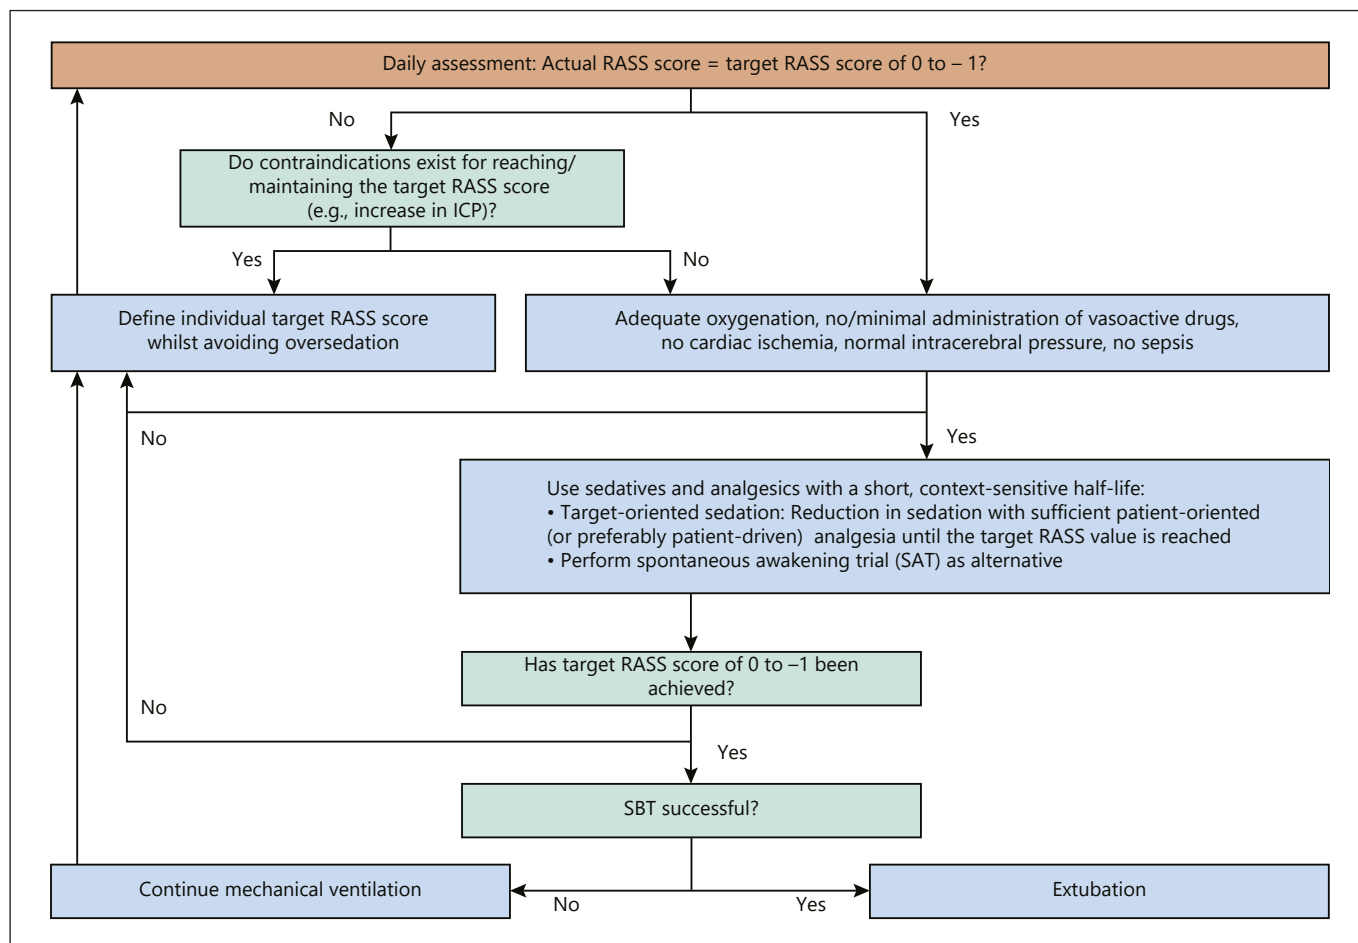 Daily assessment: Actual RASS score = target RASS score of 0 to – 1?
No
Yes
Do contraindications exist for reaching/
maintaining the target RASS score
(e.g., increase in ICP)?
Yes
No
Define individual target RASS score
whilst avoiding oversedation
Adequate oxygenation, no/minimal administration of vasoactive drugs,
no cardiac ischemia, normal intracerebral pressure, no sepsis
No
Yes
Use sedatives and analgesics with a short, context-sensitive half-life:
• Target-oriented sedation: Reduction in sedation with sufficient patient-oriented
(or preferably patient-driven) analgesia until the target RASS value is reached
• Perform spontaneous awakening trial (SAT) as alternative
Has target RASS score of 0 to –1 been
achieved?
No
Yes
SBT successful?
Continue mechanical ventilation
No
Yes
Extubation